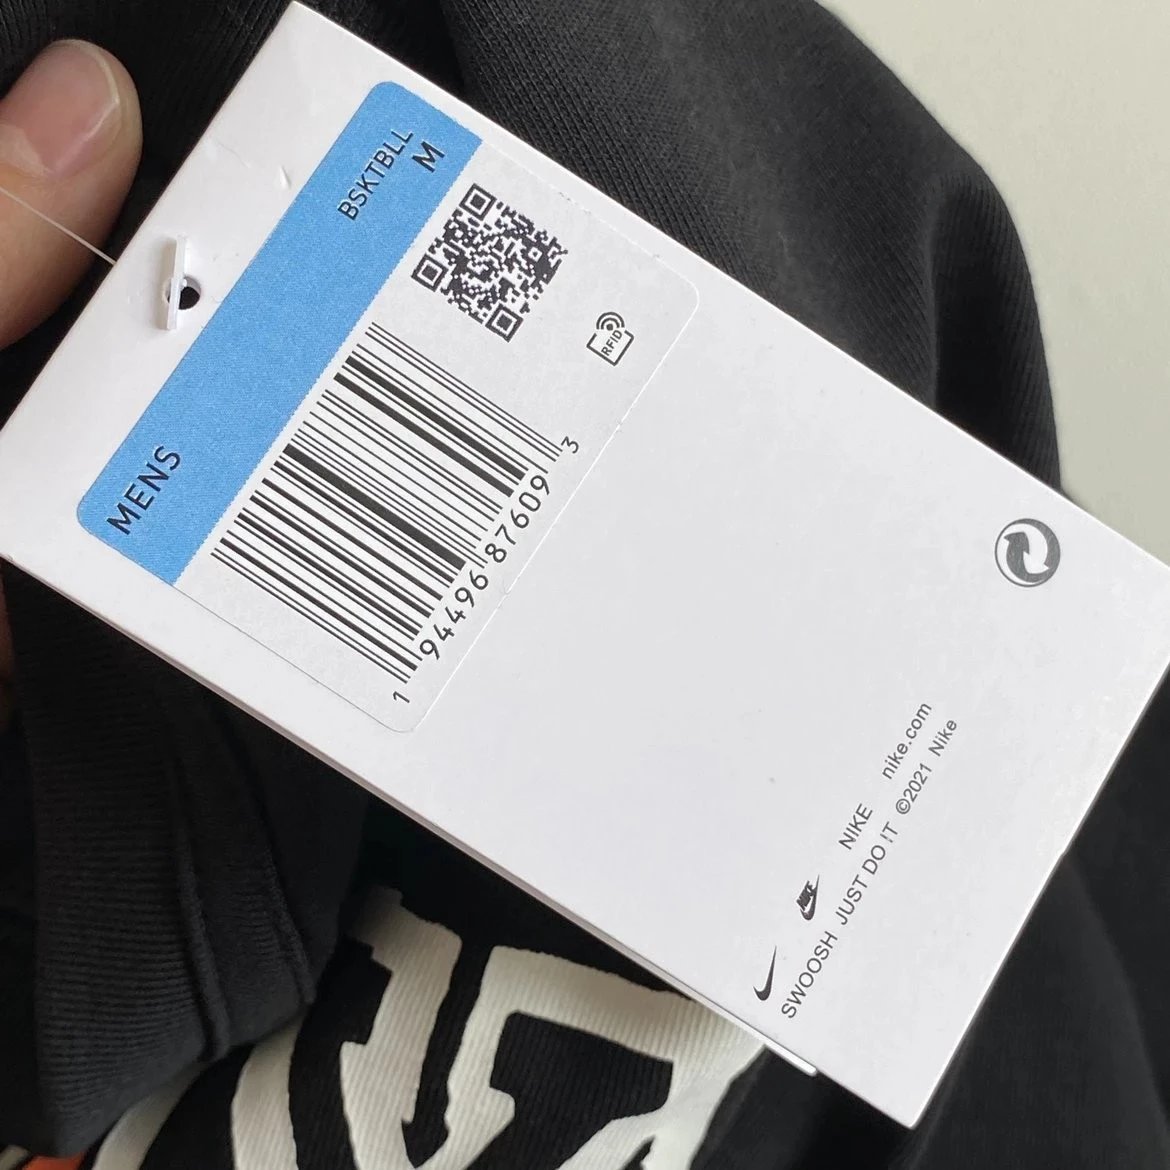 BSKTBLL
M
MENS
RFID
1 94496 87609 3
NIKE nike.com
SWOOSH JUST DO IT ©2021 Nike